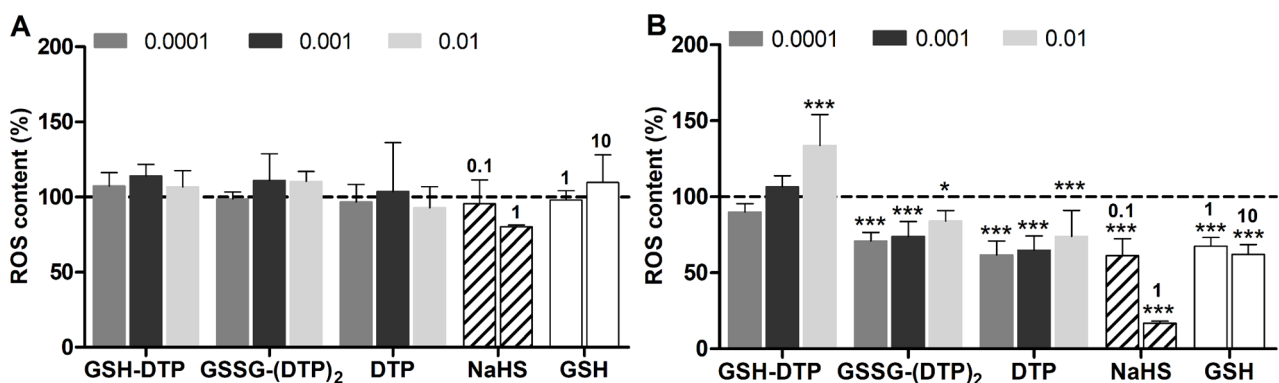 A
0.0001 0.001 0.01
ROS content (%)
200
150
100
50
0
0.1
1
1
10
GSH-DTP GSSG-(DTP)2 DTP NaHS GSH
B
0.0001 0.001 0.01
ROS content (%)
200
150
100
50
0
***
*** *** *
*** *** ***
0.1
***
1
***
1
***
10
***
GSH-DTP GSSG-(DTP)2 DTP NaHS GSH